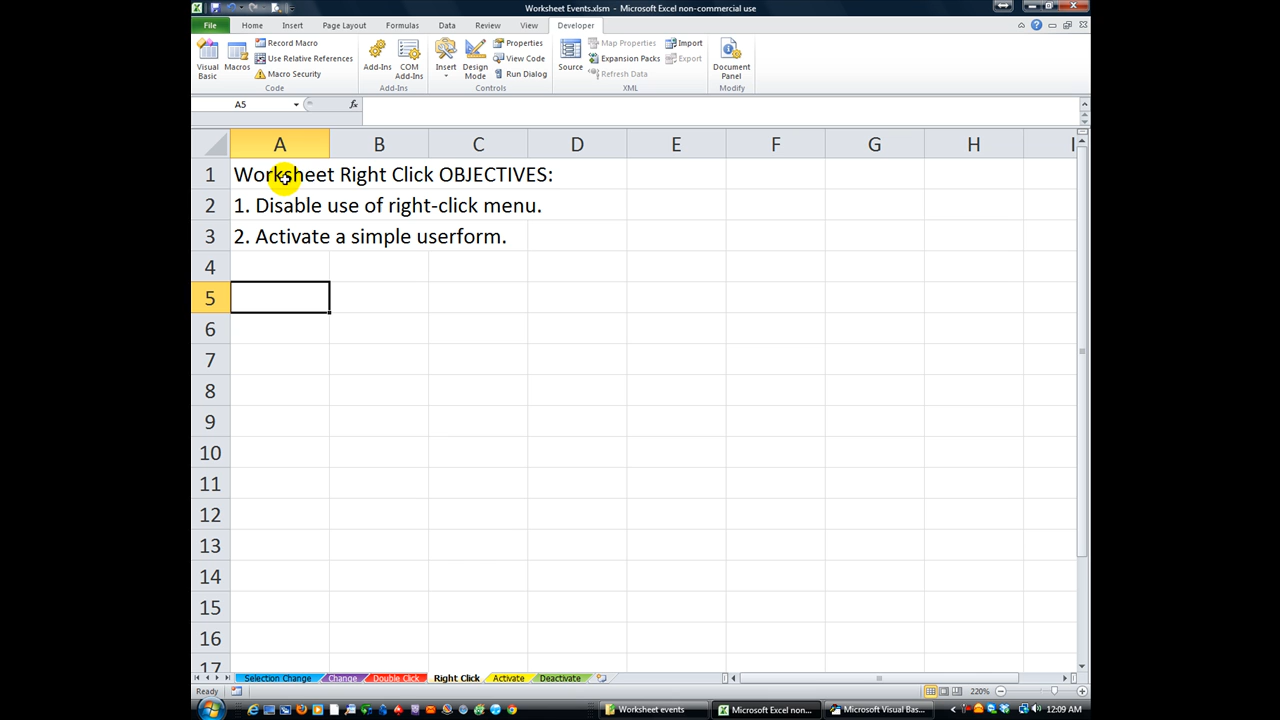 Worksheet Events.xlsm - Microsoft Excel non-commercial use
File Home Insert Page Layout Formulas Data Review View Developer
Visual Basic
Macros
Record Macro
Use Relative References
Macro Security
Code
Add-Ins
COM Add-Ins
Add-Ins
Insert
Design Mode
Properties
View Code
Run Dialog
Controls
Source
Map Properties
Expansion Packs
Refresh Data
Import
Export
XML
Document Panel
Modify
A5
fx
A B C D E F G H I
1 Worksheet Right Click OBJECTIVES:
2 1. Disable use of right-click menu.
3 2. Activate a simple userform.
4
5
6
7
8
9
10
11
12
13
14
15
16
17
Selection Change Change Double Click Right Click Activate Deactivate
Ready
220%
Worksheet events
Microsoft Excel non...
Microsoft Visual Bas...
12:09 AM